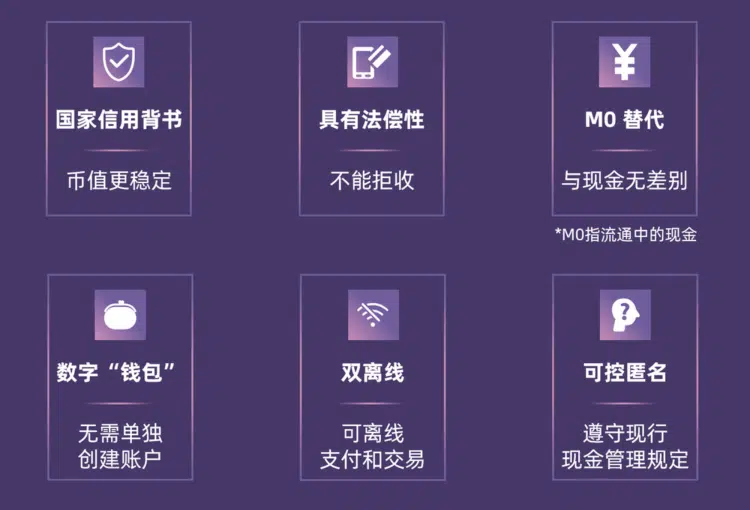 国家信用背书
币值更稳定
具有法偿性
不能拒收
¥
M0 替代
与现金无差别
*M0指流通中的现金
数字“钱包”
无需单独
创建账户
双离线
可离线
支付和交易
?
可控匿名
遵守现行
现金管理规定